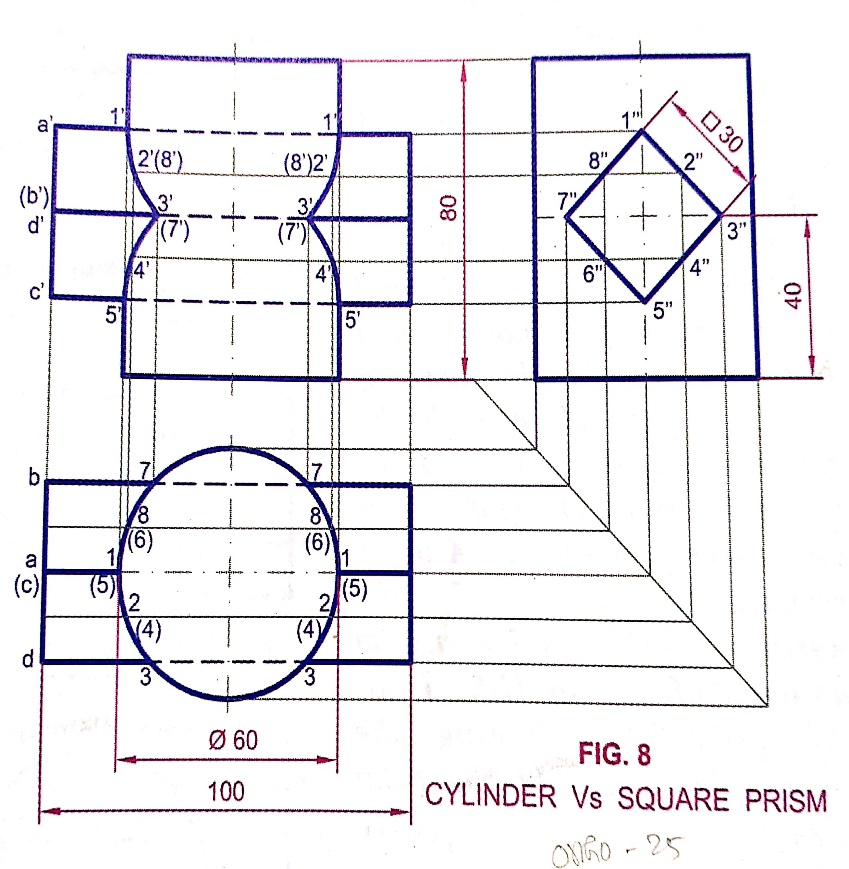 a' 1' 1' 1"
2'(8') (8')2' 8" 2" □ 30
(b') 3' 3' 7" 3"
d' (7') (7') 80
4' 4' 6" 4"
c' 5' 5' 5" 40
b 7 7
8 8
(6) (6)
a 1 1
(c) (5) (5)
2 2
(4) (4)
d 3 3
Ø 60
100
FIG. 8
CYLINDER Vs SQUARE PRISM